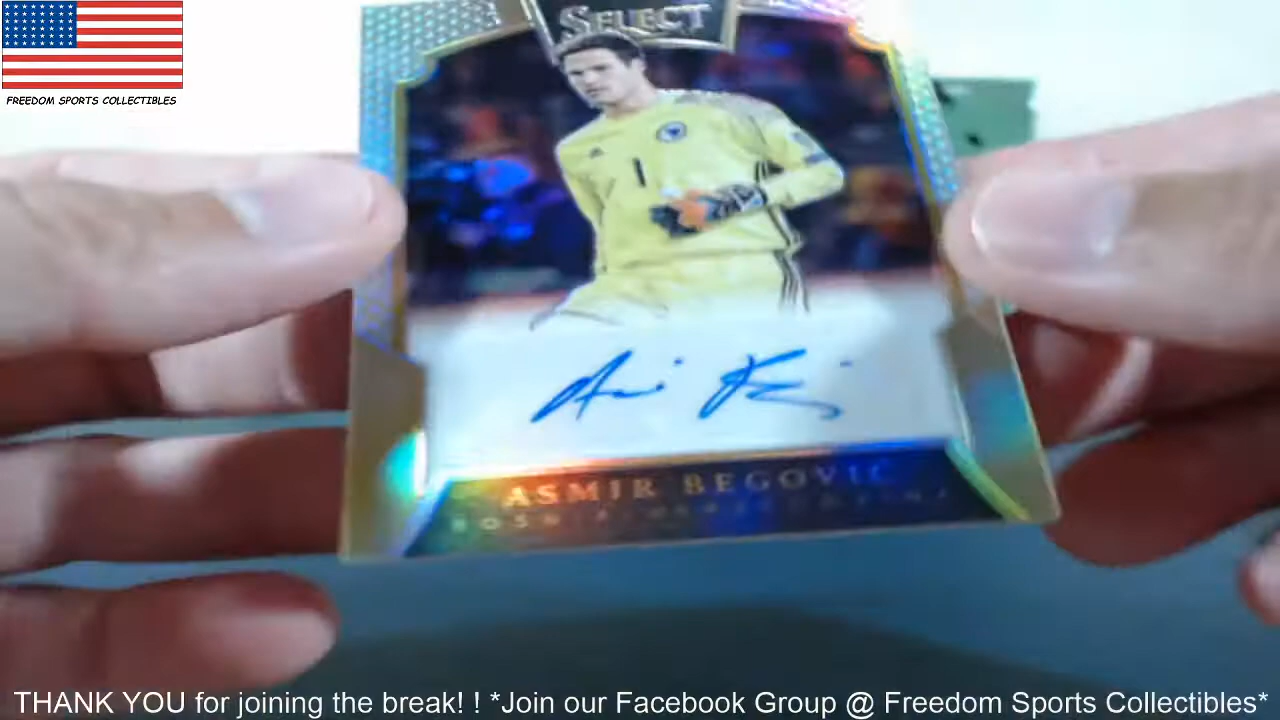 SELECT
FREEDOM SPORTS COLLECTIBLES
1
ASMIR BEGOVIC
THANK YOU for joining the break! ! *Join our Facebook Group @ Freedom Sports Collectibles*